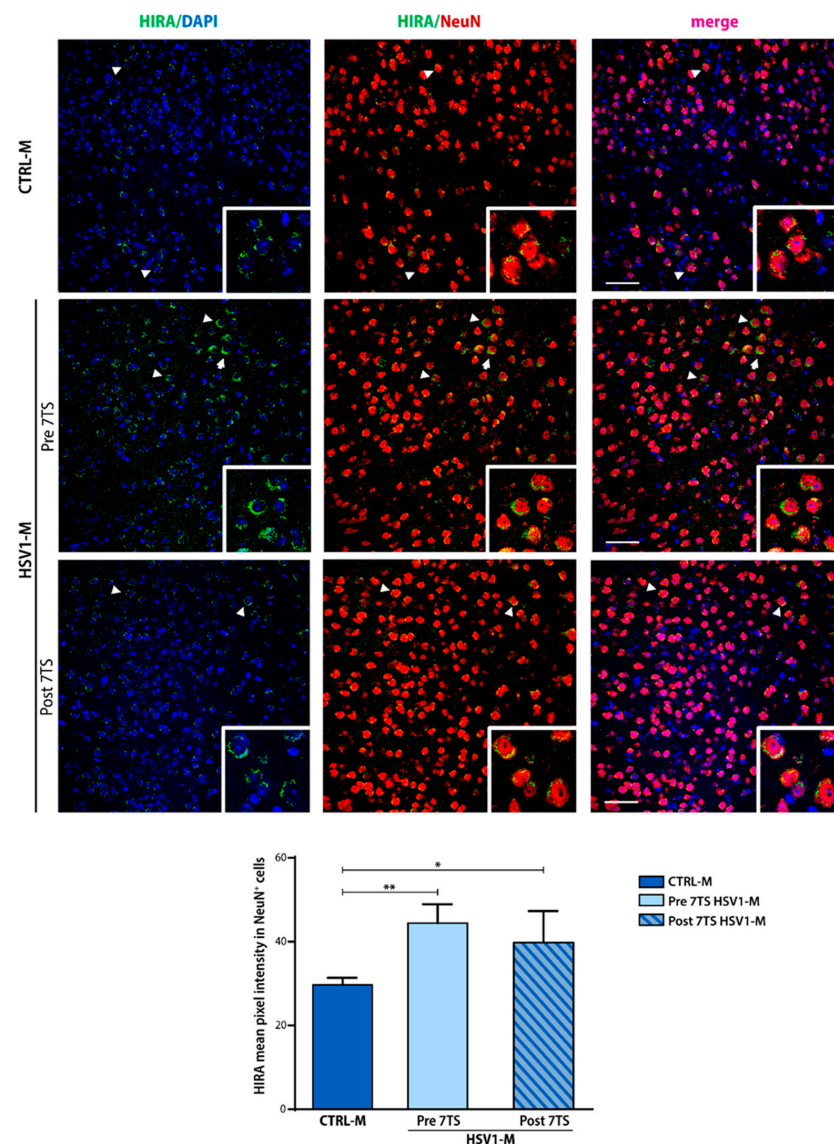 HIRA/DAPI
HIRA/NeuN
merge
CTRL-M
HSV1-M
Pre 7TS
Post 7TS
HIRA mean pixel intensity in NeuN⁺ cells
60
40
20
0
*
**
CTRL-M
Pre 7TS
Post 7TS
HSV1-M
CTRL-M
Pre 7TS HSV1-M
Post 7TS HSV1-M